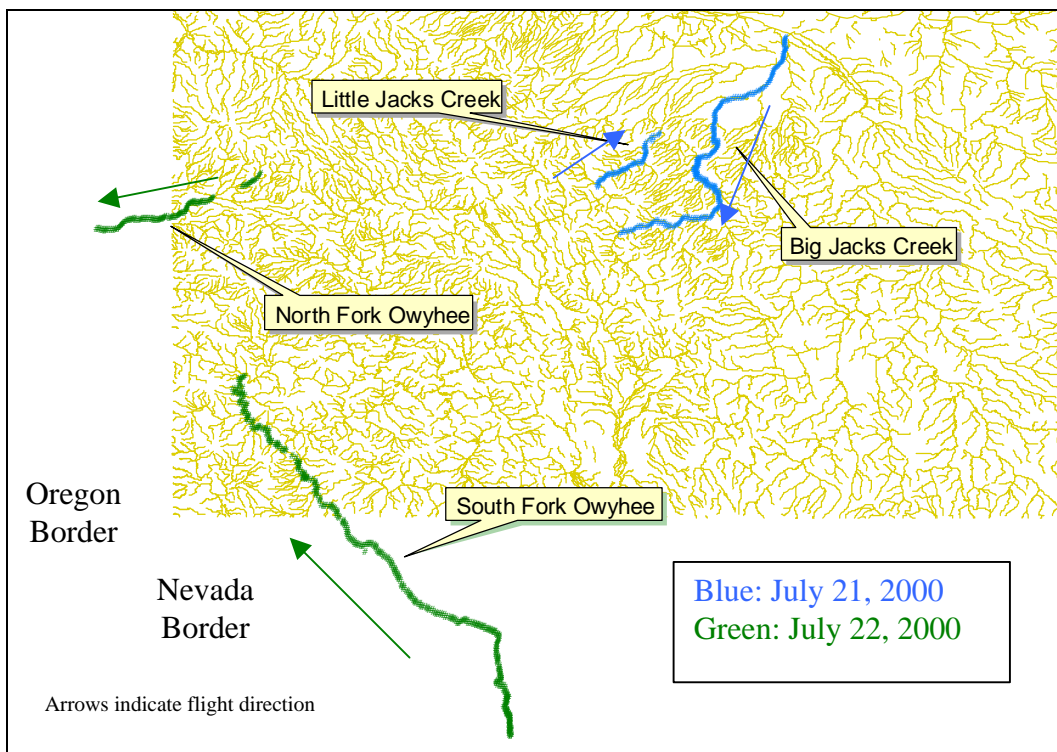 Little Jacks Creek
Big Jacks Creek
North Fork Owyhee
Oregon
Border
South Fork Owyhee
Nevada
Border
Blue: July 21, 2000
Green: July 22, 2000
Arrows indicate flight direction